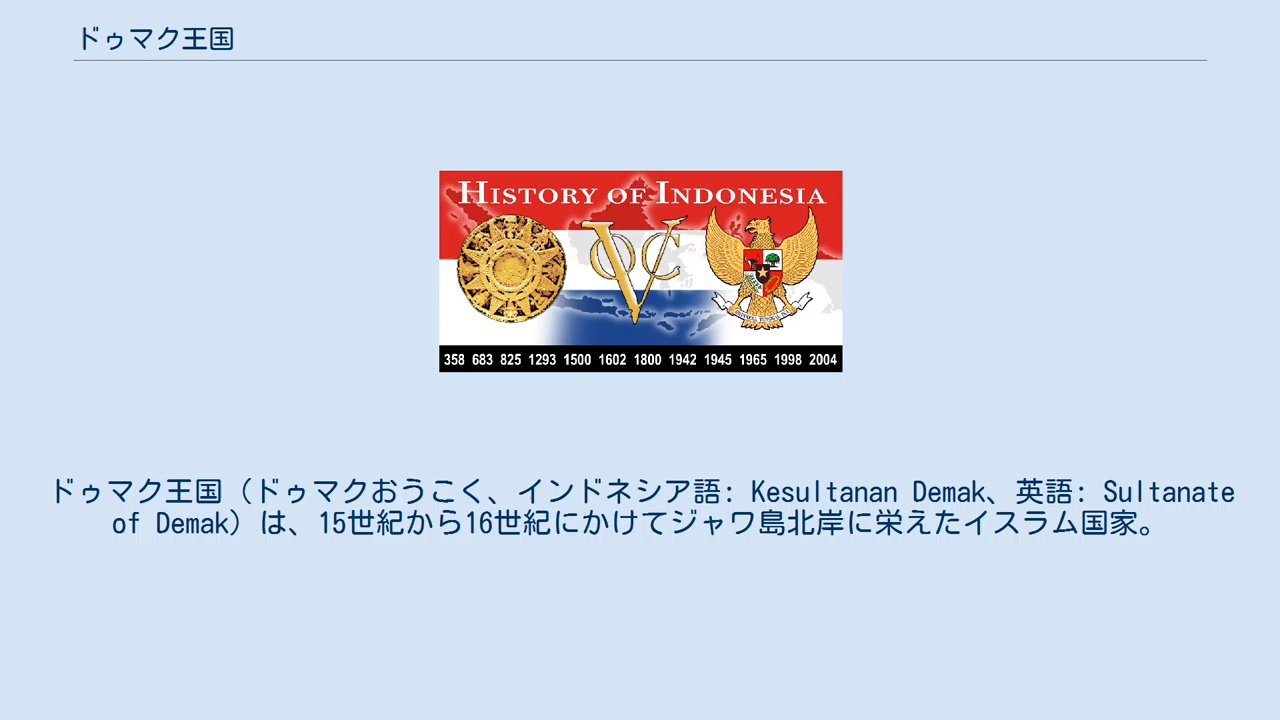 ドゥマク王国
HISTORY OF INDONESIA
VOC
358 683 825 1293 1500 1602 1800 1942 1945 1965 1998 2004
ドゥマク王国（ドゥマクおうこく、インドネシア語: Kesultanan Demak、英語: Sultanate
of Demak）は、15世紀から16世紀にかけてジャワ島北岸に栄えたイスラム国家。